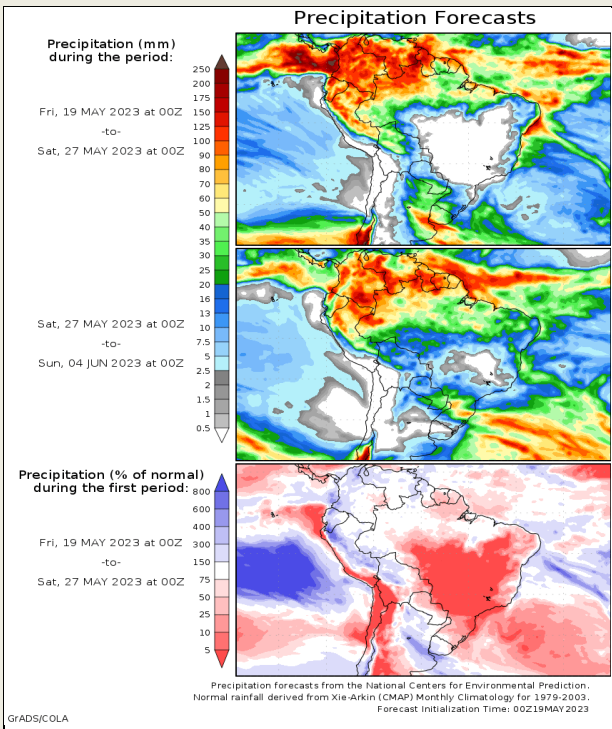 Precipitation Forecasts
Precipitation (mm)
during the period:
Fri, 19 MAY 2023 at 00Z
-to-
Sat, 27 MAY 2023 at 00Z
250
200
175
150
125
100
90
80
70
60
50
40
35
30
25
20
16
13
10
7.5
5
2.5
2
1.5
1
0.5
Sat, 27 MAY 2023 at 00Z
-to-
Sun, 04 JUN 2023 at 00Z
Precipitation (% of normal)
during the first period:
Fri, 19 MAY 2023 at 00Z
-to-
Sat, 27 MAY 2023 at 00Z
800
600
400
300
150
75
50
25
10
5
Precipitation forecasts from the National Centers for Environmental Prediction.
Normal rainfall derived from Xie-Arkin (CMAP) Monthly Climatology for 1979-2003.
Forecast Initialization Time: 00Z19MAY2023
GrADS/COLA